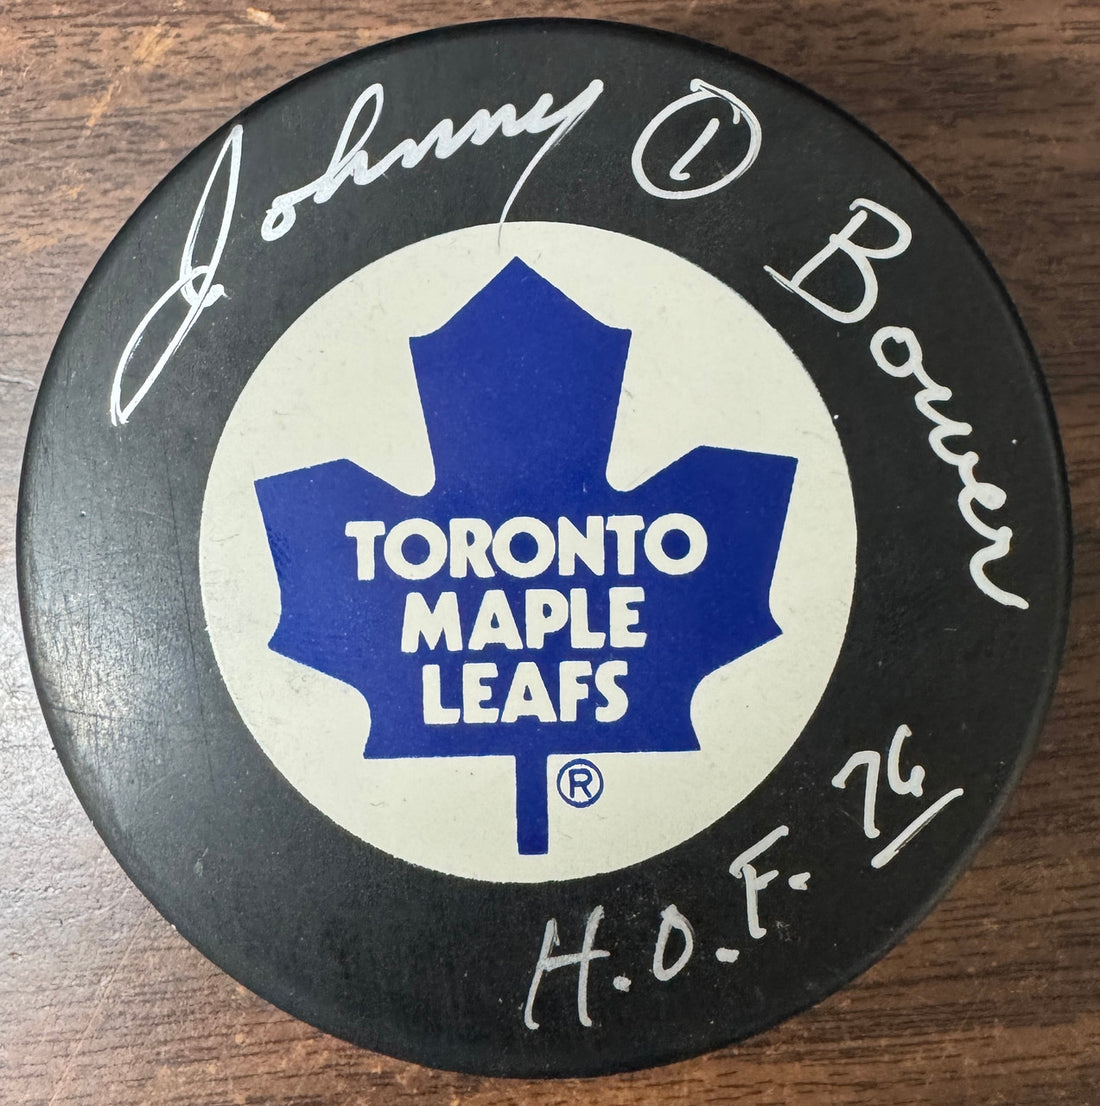 Johnny ① Bower
TORONTO
MAPLE
LEAFS
®
H.O.F. 76